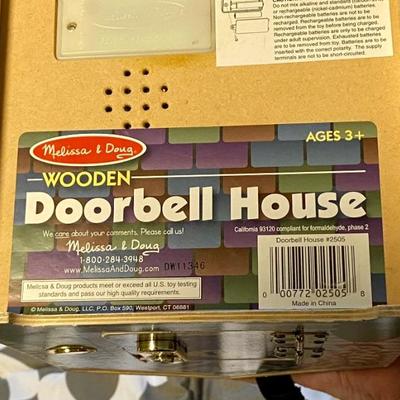 Do not mix alkaline and standard (carbon-zinc)
or rechargeable (nickel-cadmium) batteries.
Non-rechargeable batteries are not to be
recharged. Rechargeable batteries are to be
removed from the toy before being charged.
Rechargeable batteries are only to be charged
under adult supervision. Exhausted batteries
are to be removed from toy. Batteries are to be
inserted with the correct polarity. The supply
terminals are not to be short-circuited.
Melissa & Doug®
AGES 3+
WOODEN
Doorbell House
We care about your comments. Please call us!
California 93120 compliant for formaldehyde, phase 2
Melissa & Doug
1-800-284-3948
www.MelissaAndDoug.com
DW11346
Doorbell House #2505
Melissa & Doug products meet or exceed all U.S. toy testing
standards and pass our high quality requirements.
0 00772 02505 8
Made in China
© Melissa & Doug, LLC, P.O. Box 590, Westport, CT 06881